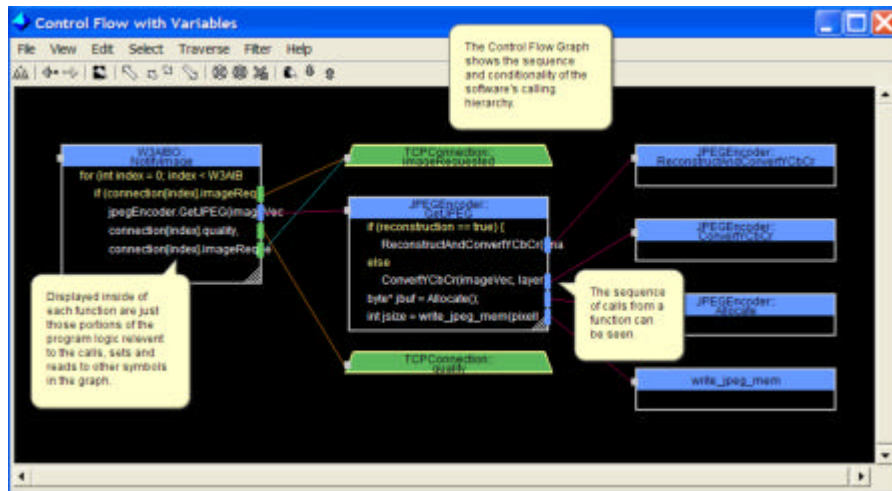 Control Flow with Variables
File View Edit Select Traverse Filter Help
The Control Flow Graph
shows the sequence
and conditionality of the
software's calling
hierarchy.
W3AIBO::
NotifyImage
for (int index = 0; index < W3AIB
if (connection[index].imageReq
jpegEncoder.GetJPEG(imageVec
connection[index].quality,
connection[index].imageReque
TCPConnection::
imageRequested
JPEGEncoder::
GetJPEG
if (reconstruction == true) {
ReconstructAndConvertYCbCr(ima
else
ConvertYCbCr(imageVec, layer
byte* jbuf = Allocate();
int jsize = write_jpeg_mem(pixelf
TCPConnection::
quality
JPEGEncoder::
ReconstructAndConvertYCbCr
JPEGEncoder::
ConvertYCbCr
JPEGEncoder::
Allocate
write_jpeg_mem
Displayed inside of
each function are just
those portions of the
program logic relevent
to the calls, sets and
reads to other symbols
in the graph.
The sequence
of calls from a
function can
be seen.